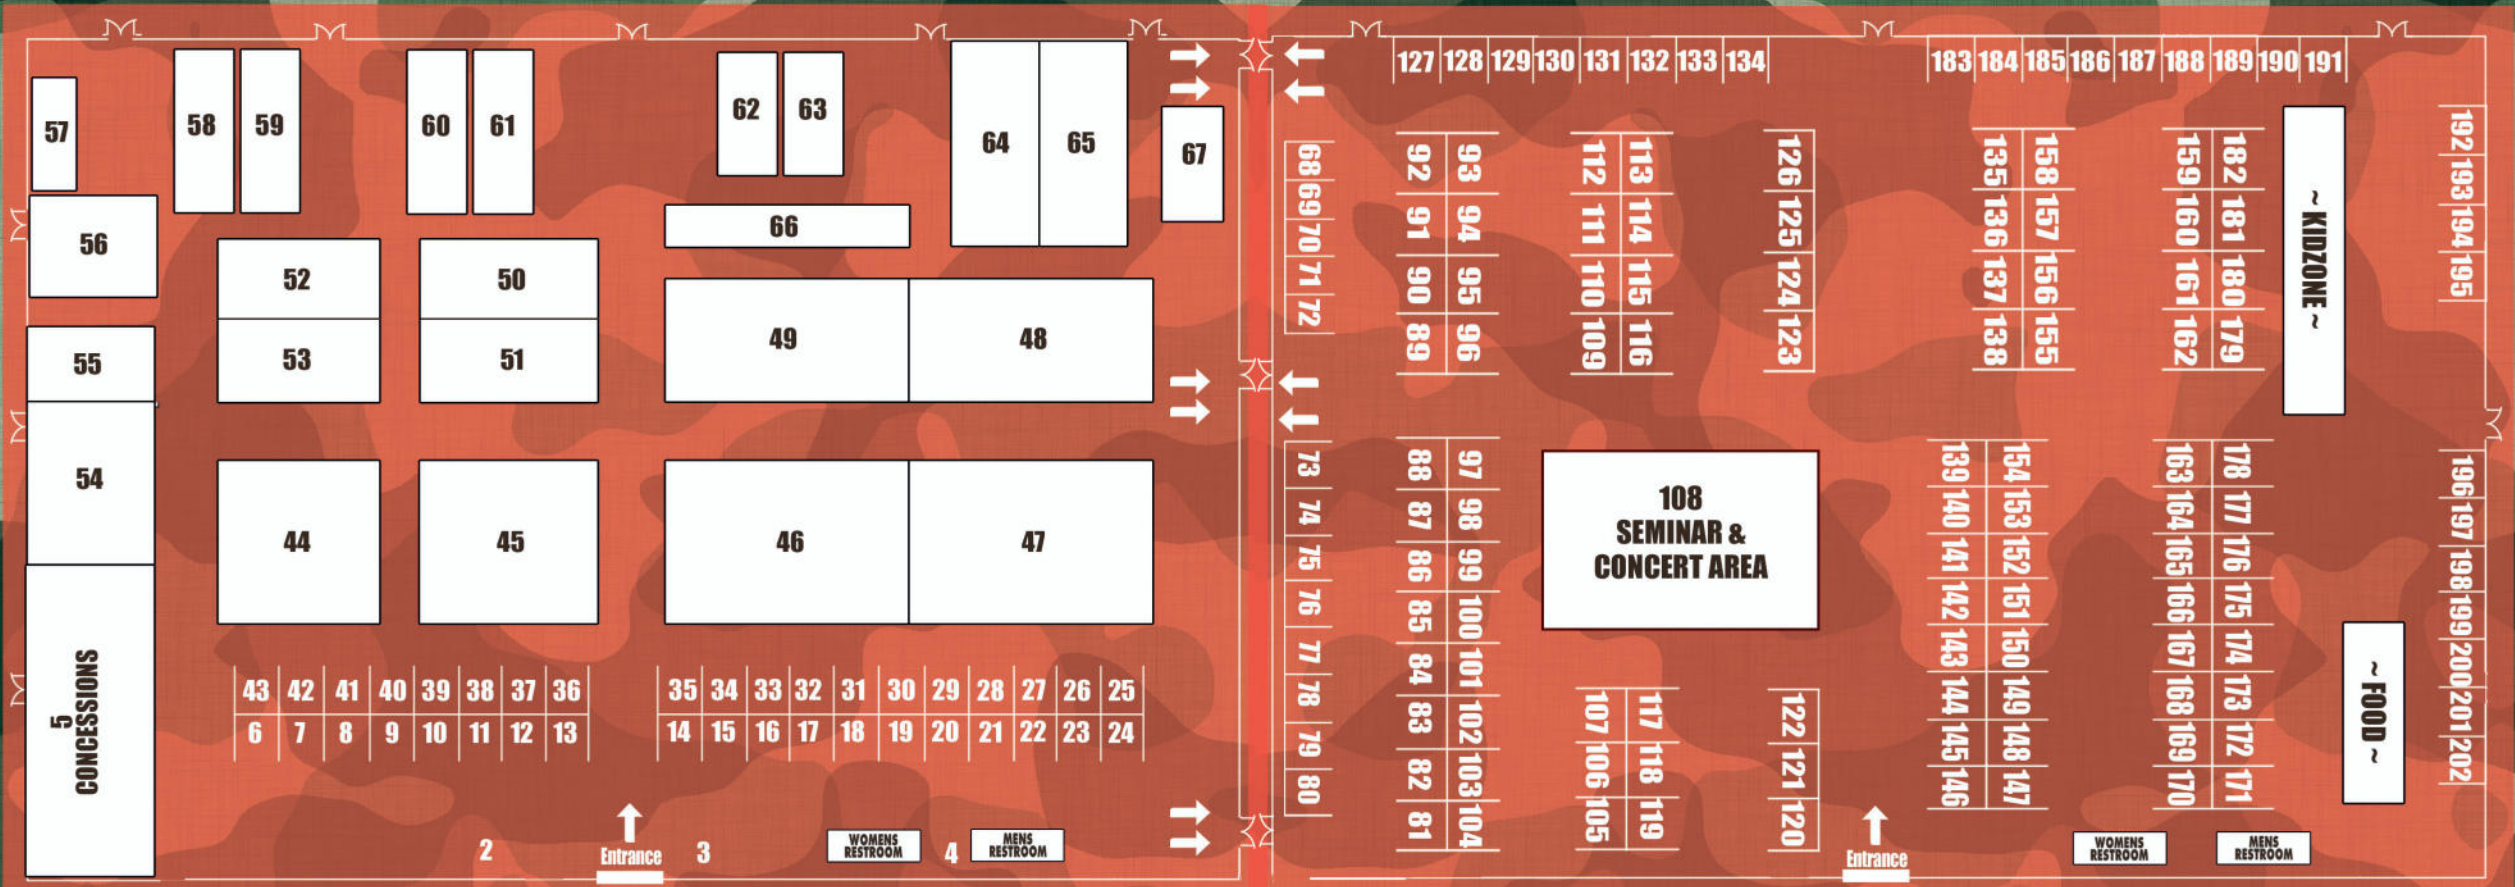 57
58 59
60 61
62 63
64 65
67
56
66
52
53
50
51
49 48
55
54
44
45
46 47
5
CONCESSIONS
43 42 41 40 39 38 37 36
6 7 8 9 10 11 12 13
35 34 33 32 31 30 29 28 27 26 25
14 15 16 17 18 19 20 21 22 23 24
2
Entrance
3
WOMENS
RESTROOM
4
MENS
RESTROOM
127 128 129 130 131 132 133 134
183 184 185 186 187 188 189 190 191
68 69 70 71 72
92 93
91 94
90 95
89 96
112 113
111 114
110 115
109 116
126
125
124
123
135 158
136 157
137 156
138 155
159 182
160 181
161 180
162 179
~ KIDZONE ~
192 193 194 195
73 74 75 76 77 78 79 80
88 97
87 98
86 99
85 100
84 101
83 102
82 103
81 104
108
SEMINAR &
CONCERT AREA
107 117
106 118
105 119
122
121
120
139 154
140 153
141 152
142 151
143 150
144 149
145 148
146 147
163 178
164 177
165 176
166 175
167 174
168 173
169 172
170 171
~ FOOD ~
196 197 198 199 200 201 202
Entrance
WOMENS
RESTROOM
MENS
RESTROOM